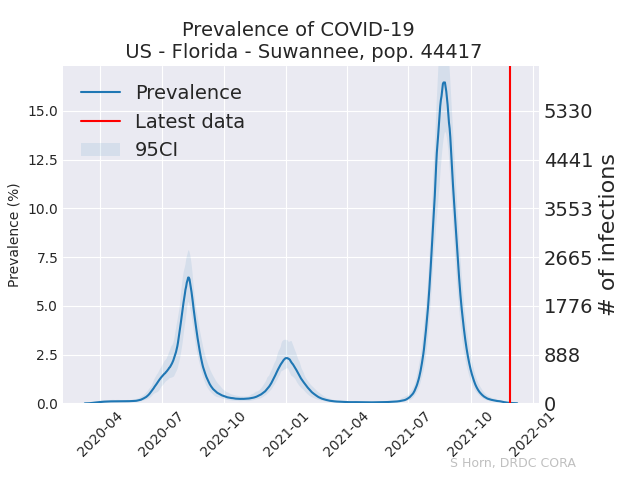 Prevalence of COVID-19
US - Florida - Suwannee, pop. 44417
Prevalence
Latest data
95CI
Prevalence (%)
15.0
12.5
10.0
7.5
5.0
2.5
0.0
5330
4441
3553
2665
1776
888
0
# of infections
2020-04
2020-07
2020-10
2021-01
2021-04
2021-07
2021-10
2022-01
S Horn, DRDC CORA